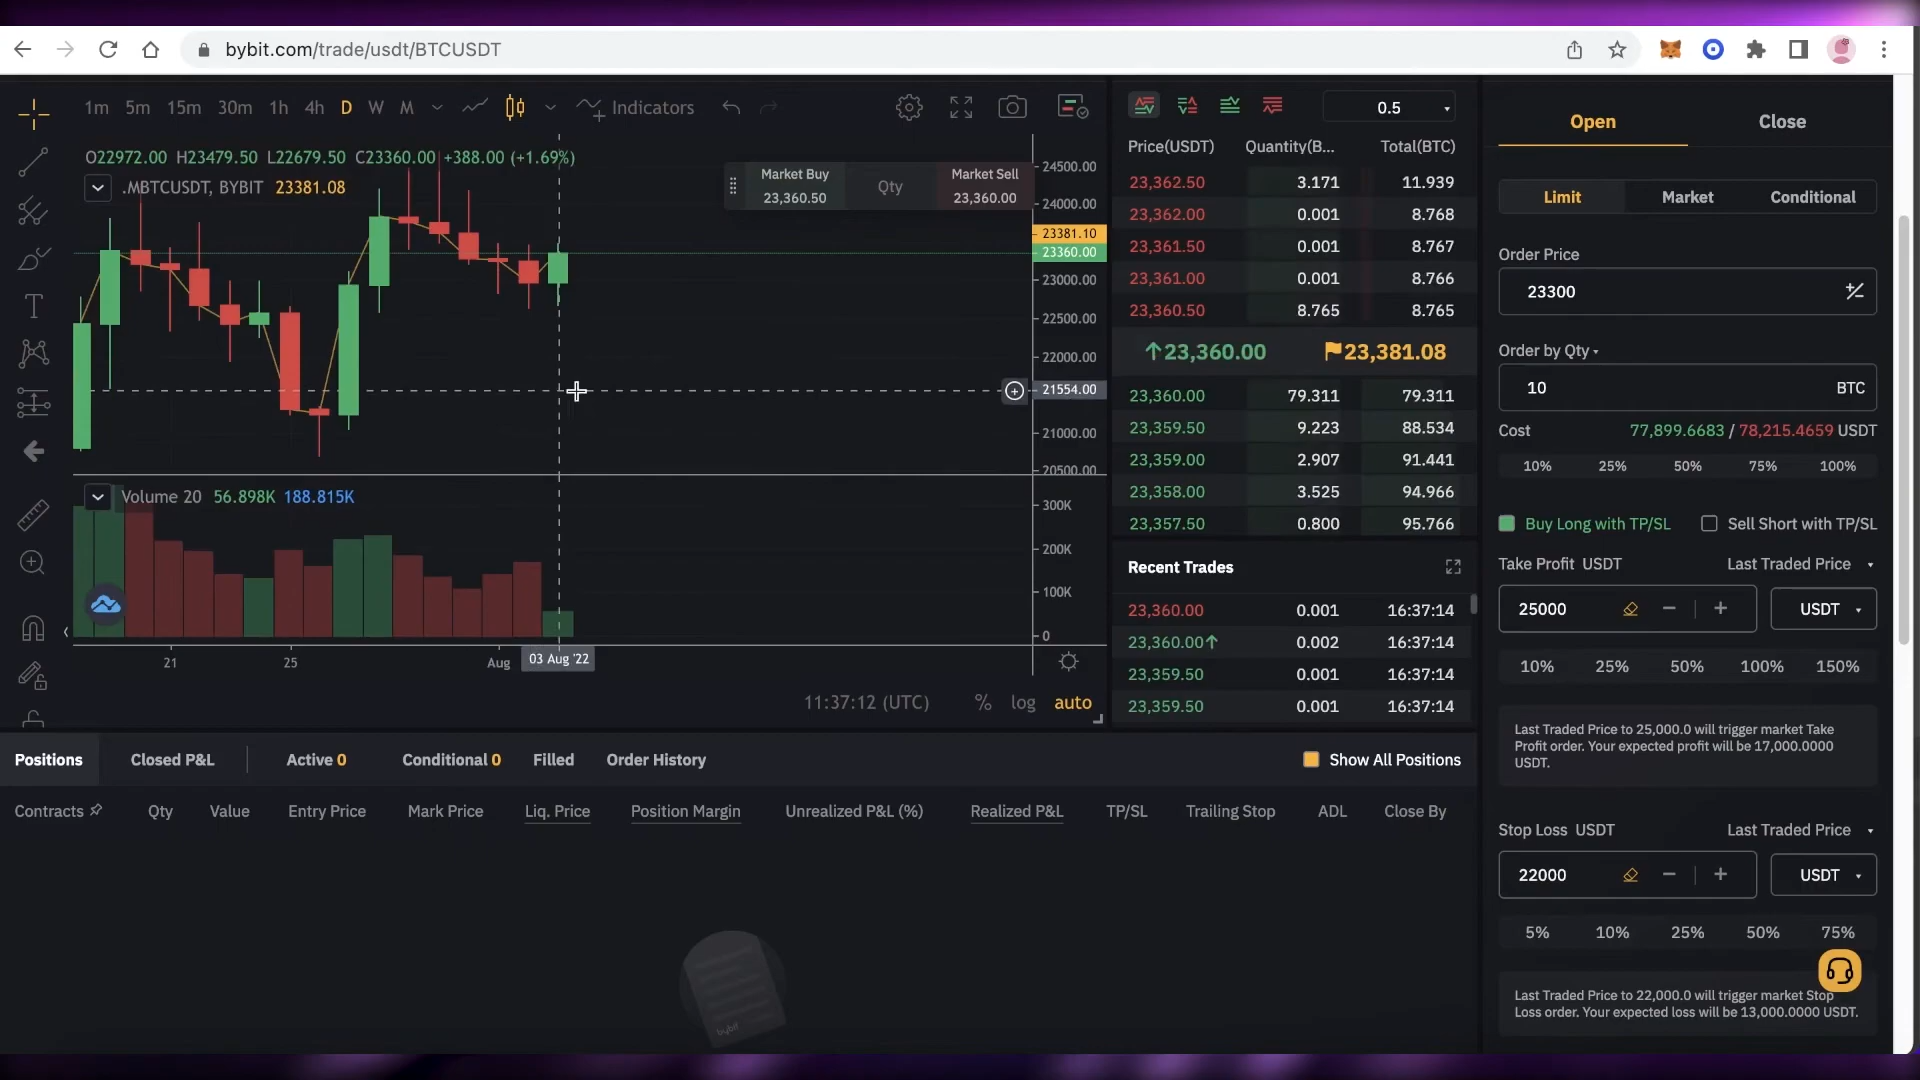 bybit.com/trade/usdt/BTCUSDT
1m 5m 15m 30m 1h 4h D W M Indicators
O22972.00 H23479.50 L22679.50 C23360.00 +388.00 (+1.69%)
.MBTCUSDT, BYBIT 23381.08
Market Buy
23,360.50
Qty
Market Sell
23,360.00
24500.00
24000.00
23381.10
23360.00
23000.00
22500.00
22000.00
21554.00
21000.00
20500.00
Volume 20 56.898K 188.815K
300K
200K
100K
0
21 25 Aug 03 Aug '22
11:37:12 (UTC) % log auto
0.5
Price(USDT) Quantity(B... Total(BTC)
23,362.50 3.171 11.939
23,362.00 0.001 8.768
23,361.50 0.001 8.767
23,361.00 0.001 8.766
23,360.50 8.765 8.765
↑23,360.00 23,381.08
23,360.00 79.311 79.311
23,359.50 9.223 88.534
23,359.00 2.907 91.441
23,358.00 3.525 94.966
23,357.50 0.800 95.766
Recent Trades
23,360.00 0.001 16:37:14
23,360.00↑ 0.002 16:37:14
23,359.50 0.001 16:37:14
23,359.50 0.001 16:37:14
Open Close
Limit Market Conditional
Order Price
23300
Order by Qty
10 BTC
Cost 77,899.6683 / 78,215.4659 USDT
10% 25% 50% 75% 100%
Buy Long with TP/SL Sell Short with TP/SL
Take Profit USDT Last Traded Price
25000 USDT
10% 25% 50% 100% 150%
Last Traded Price to 25,000.0 will trigger market Take
Profit order. Your expected profit will be 17,000.0000
USDT.
Stop Loss USDT Last Traded Price
22000 USDT
5% 10% 25% 50% 75%
Last Traded Price to 22,000.0 will trigger market Stop
Loss order. Your expected loss will be 13,000.0000 USDT.
Positions Closed P&L Active 0 Conditional 0 Filled Order History Show All Positions
Contracts Qty Value Entry Price Mark Price Liq. Price Position Margin Unrealized P&L (%) Realized P&L TP/SL Trailing Stop ADL Close By
bybit